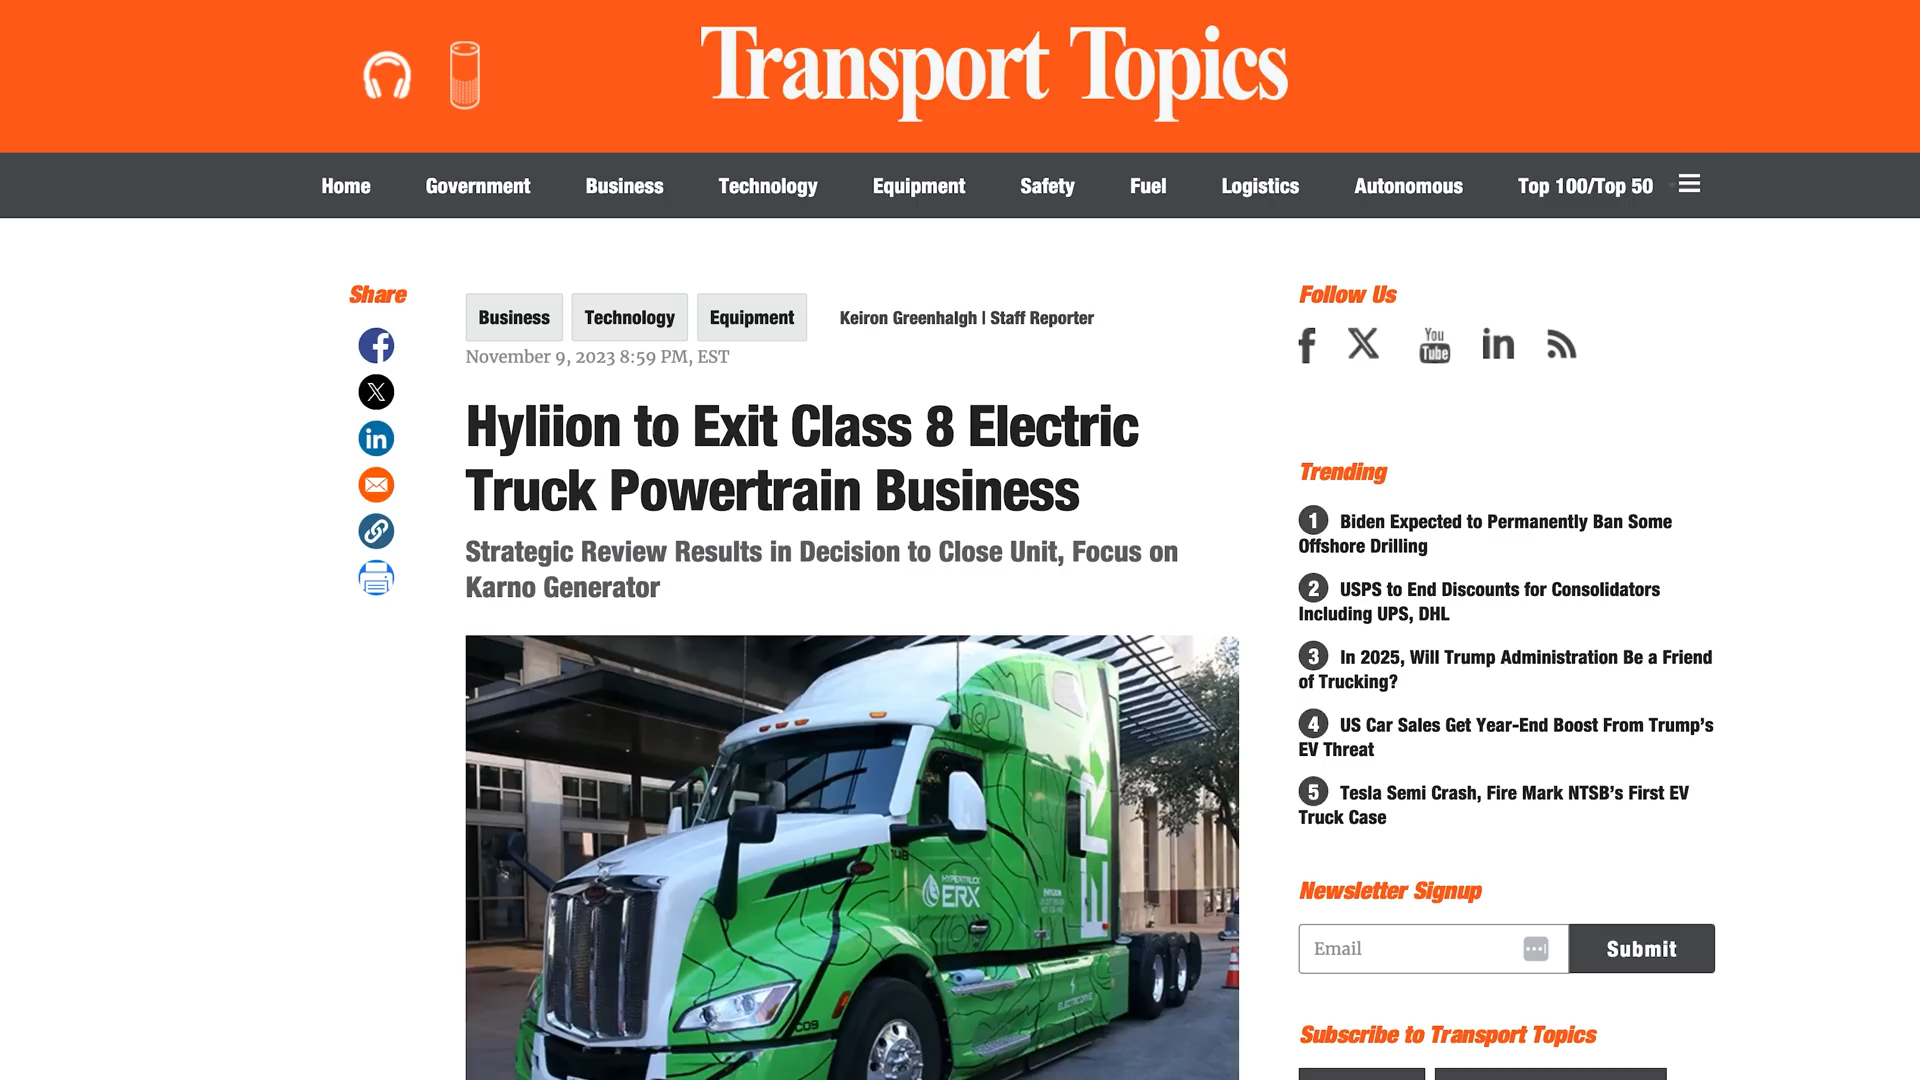 Transport Topics
Home Government Business Technology Equipment Safety Fuel Logistics Autonomous Top 100/Top 50
Share
Business Technology Equipment Keiron Greenhalgh | Staff Reporter
November 9, 2023 8:59 PM, EST
Hyliion to Exit Class 8 Electric
Truck Powertrain Business
Strategic Review Results in Decision to Close Unit, Focus on
Karno Generator
148
HYPERTRUCK
ERX
ELECTRIC DRIVE
C09
Follow Us
You
Tube
Trending
1 Biden Expected to Permanently Ban Some
Offshore Drilling
2 USPS to End Discounts for Consolidators
Including UPS, DHL
3 In 2025, Will Trump Administration Be a Friend
of Trucking?
4 US Car Sales Get Year-End Boost From Trump's
EV Threat
5 Tesla Semi Crash, Fire Mark NTSB's First EV
Truck Case
Newsletter Signup
Email
Submit
Subscribe to Transport Topics